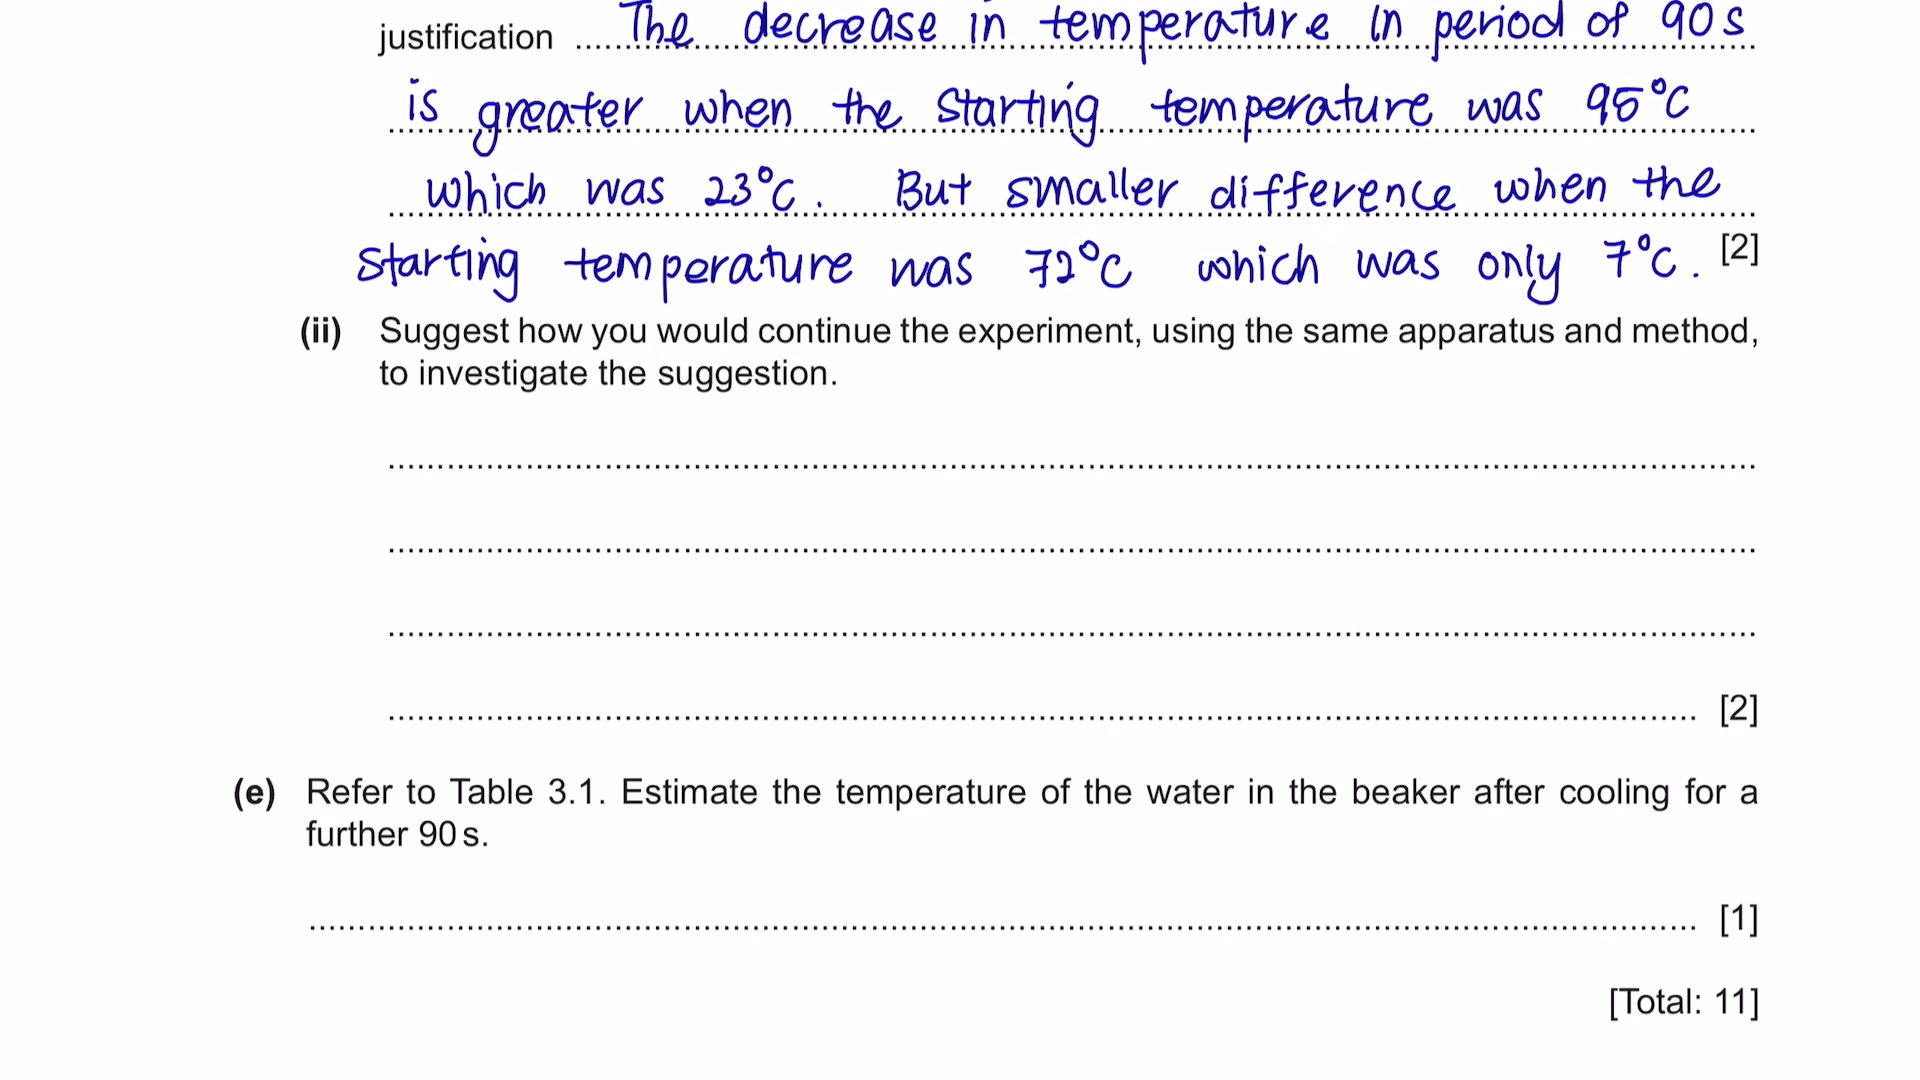 justification The decrease in temperature in period of 90s
is greater when the starting temperature was 95°C
which was 23°C. But smaller difference when the
starting temperature was 72°C which was only 7°C. [2]
(ii) Suggest how you would continue the experiment, using the same apparatus and method,
to investigate the suggestion.
[2]
(e) Refer to Table 3.1. Estimate the temperature of the water in the beaker after cooling for a
further 90 s.
[1]
[Total: 11]